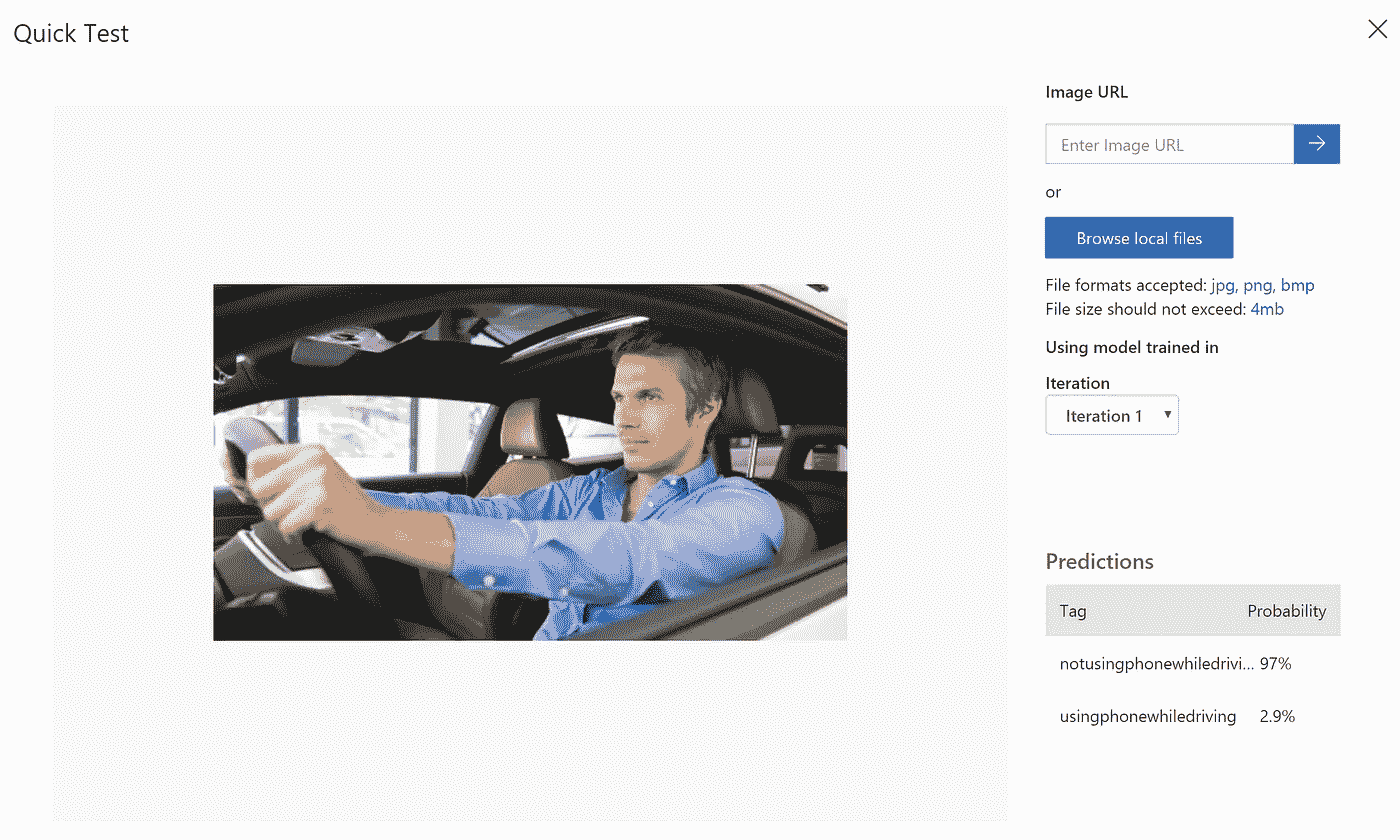 Quick Test
Image URL
Enter Image URL
or
Browse local files
File formats accepted: jpg, png, bmp
File size should not exceed: 4mb
Using model trained in
Iteration
Iteration 1
Predictions
Tag Probability
notusingphonewhiledrivi... 97%
usingphonewhiledriving 2.9%